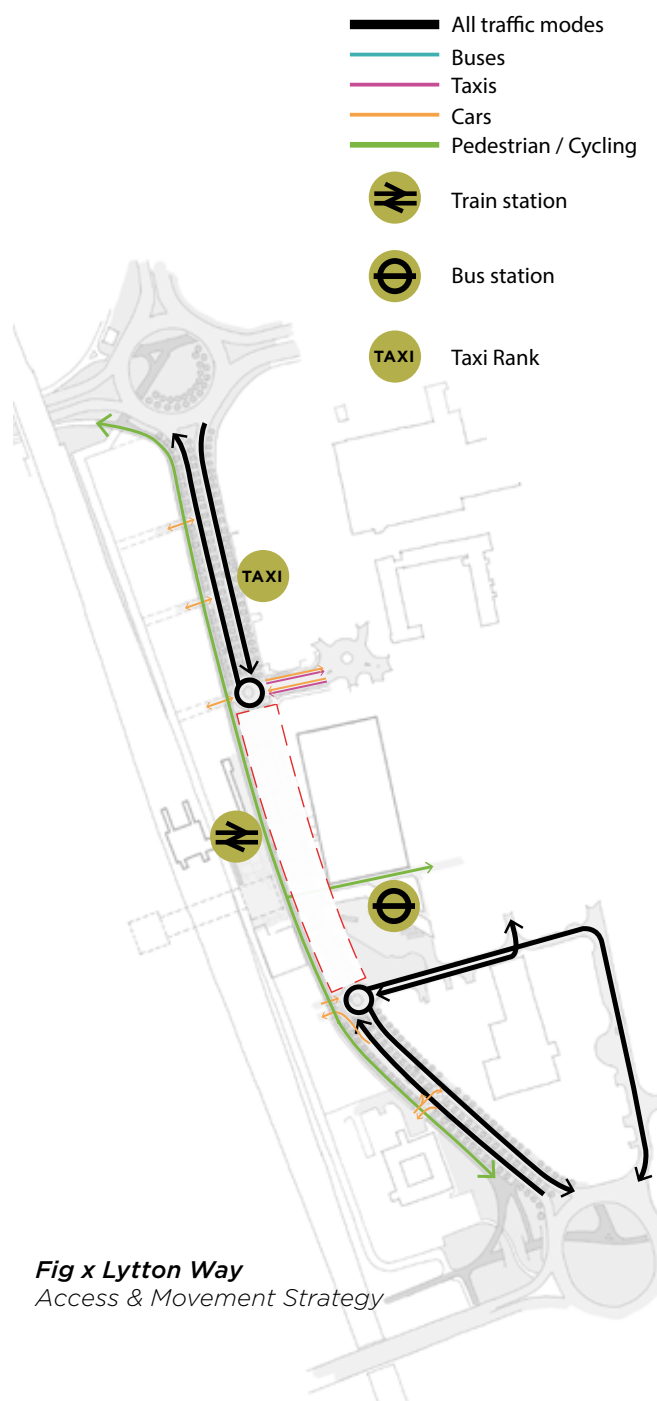 All traffic modes
Buses
Taxis
Cars
Pedestrian / Cycling
Train station
Bus station
TAXI
Taxi Rank
TAXI
Fig x Lytton Way
Access & Movement Strategy